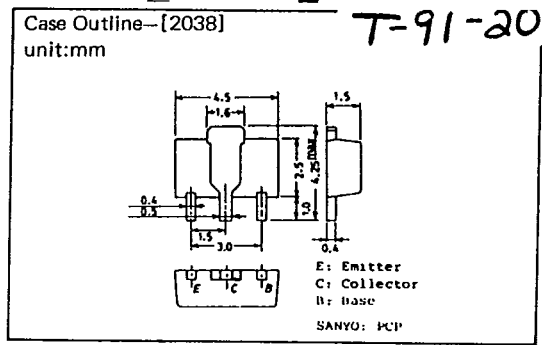 Case Outline—[2038]
T-91-20
unit:mm
4.5
1.6
1.5
2.5
4.25max
1.0
0.4
0.5
1.5
3.0
0.4
E C B
E: Emitter
C: Collector
B: Base
SANYO: PCP